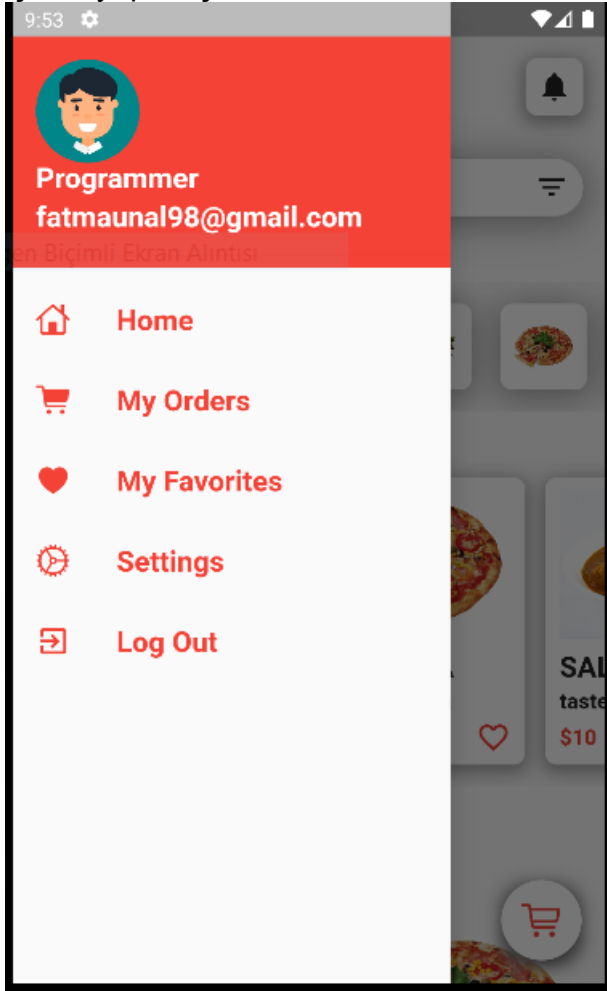 9:53
Programmer
fatmaunal98@gmail.com
en Biçimli Ekran Alıntısı
Home
My Orders
My Favorites
Settings
Log Out
SAL
taste
$10